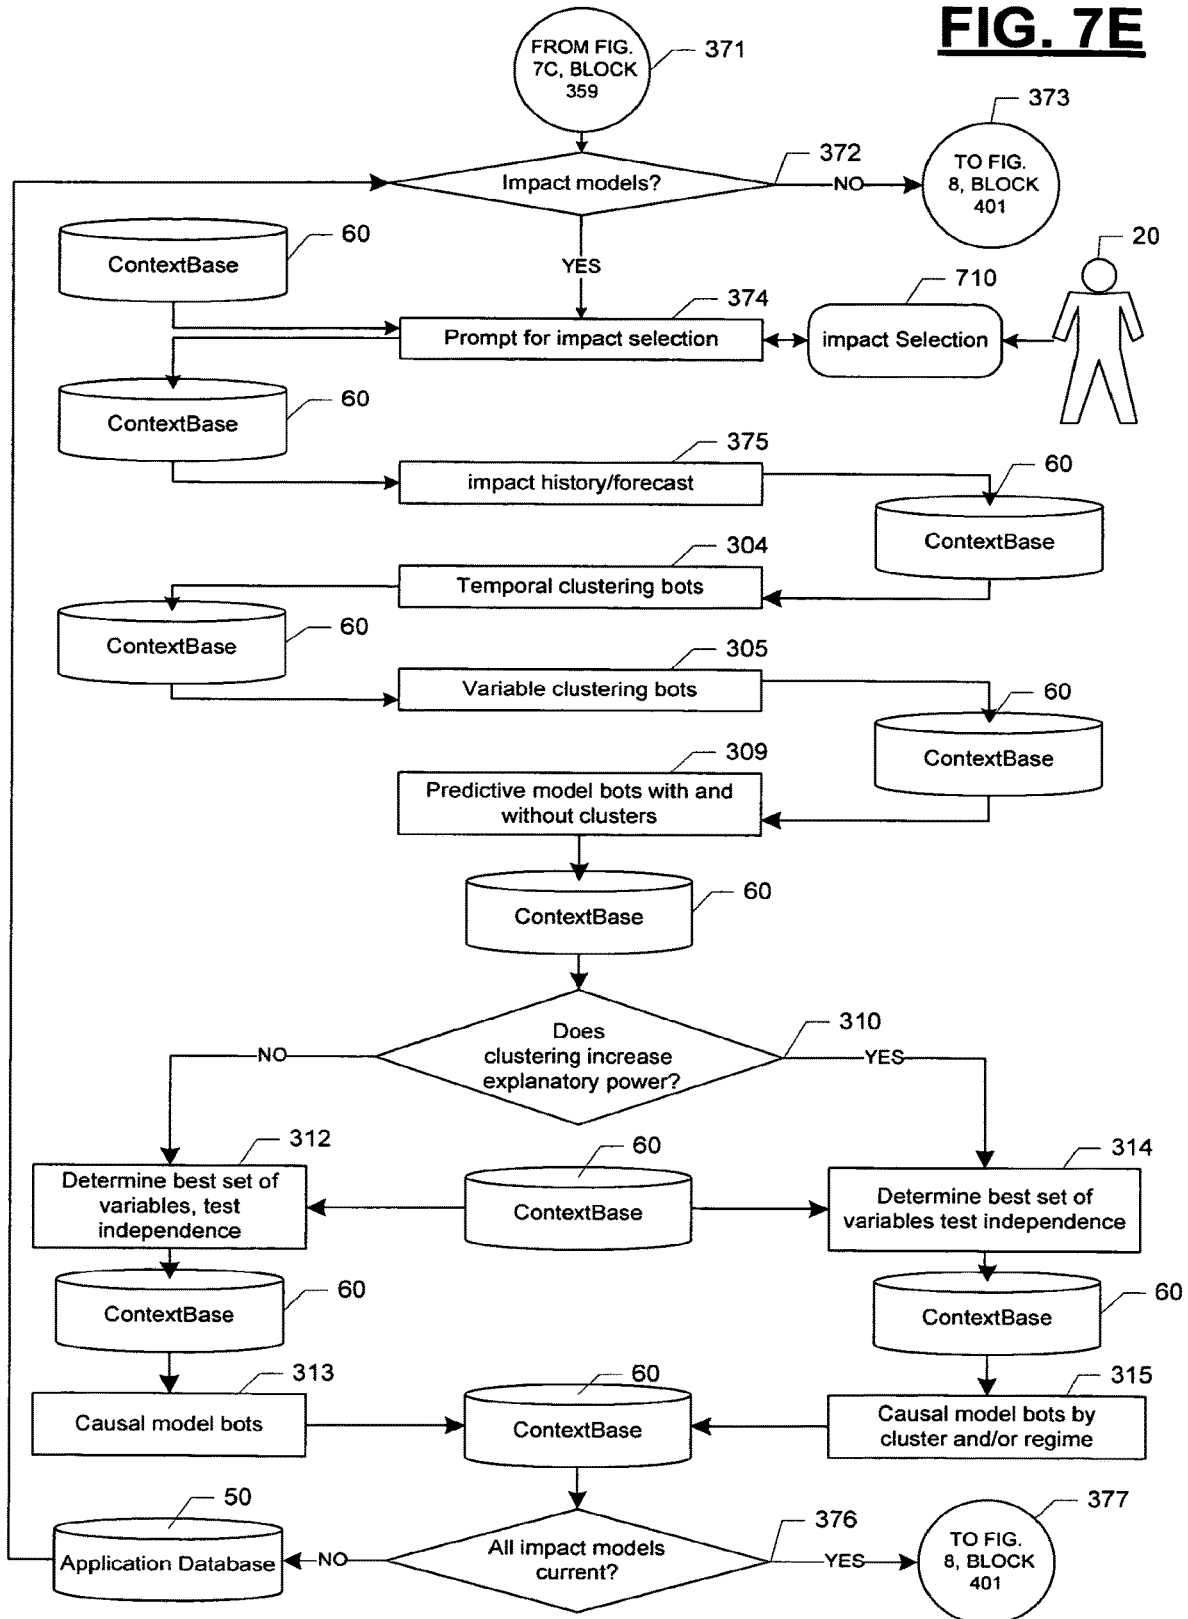 FIG. 7E
FROM FIG.
7C, BLOCK
359
371
373
372
Impact models?
NO
TO FIG.
8, BLOCK
401
60
ContextBase
YES
20
710
374
Prompt for impact selection
impact Selection
60
ContextBase
375
impact history/forecast
60
ContextBase
304
Temporal clustering bots
60
ContextBase
305
Variable clustering bots
60
ContextBase
309
Predictive model bots with and
without clusters
60
ContextBase
310
Does
clustering increase
explanatory power?
NO
YES
312
Determine best set of
variables, test
independence
60
ContextBase
314
Determine best set of
variables test independence
60
ContextBase
60
ContextBase
313
Causal model bots
60
ContextBase
315
Causal model bots by
cluster and/or regime
50
Application Database
NO
376
All impact models
current?
YES
377
TO FIG.
8, BLOCK
401